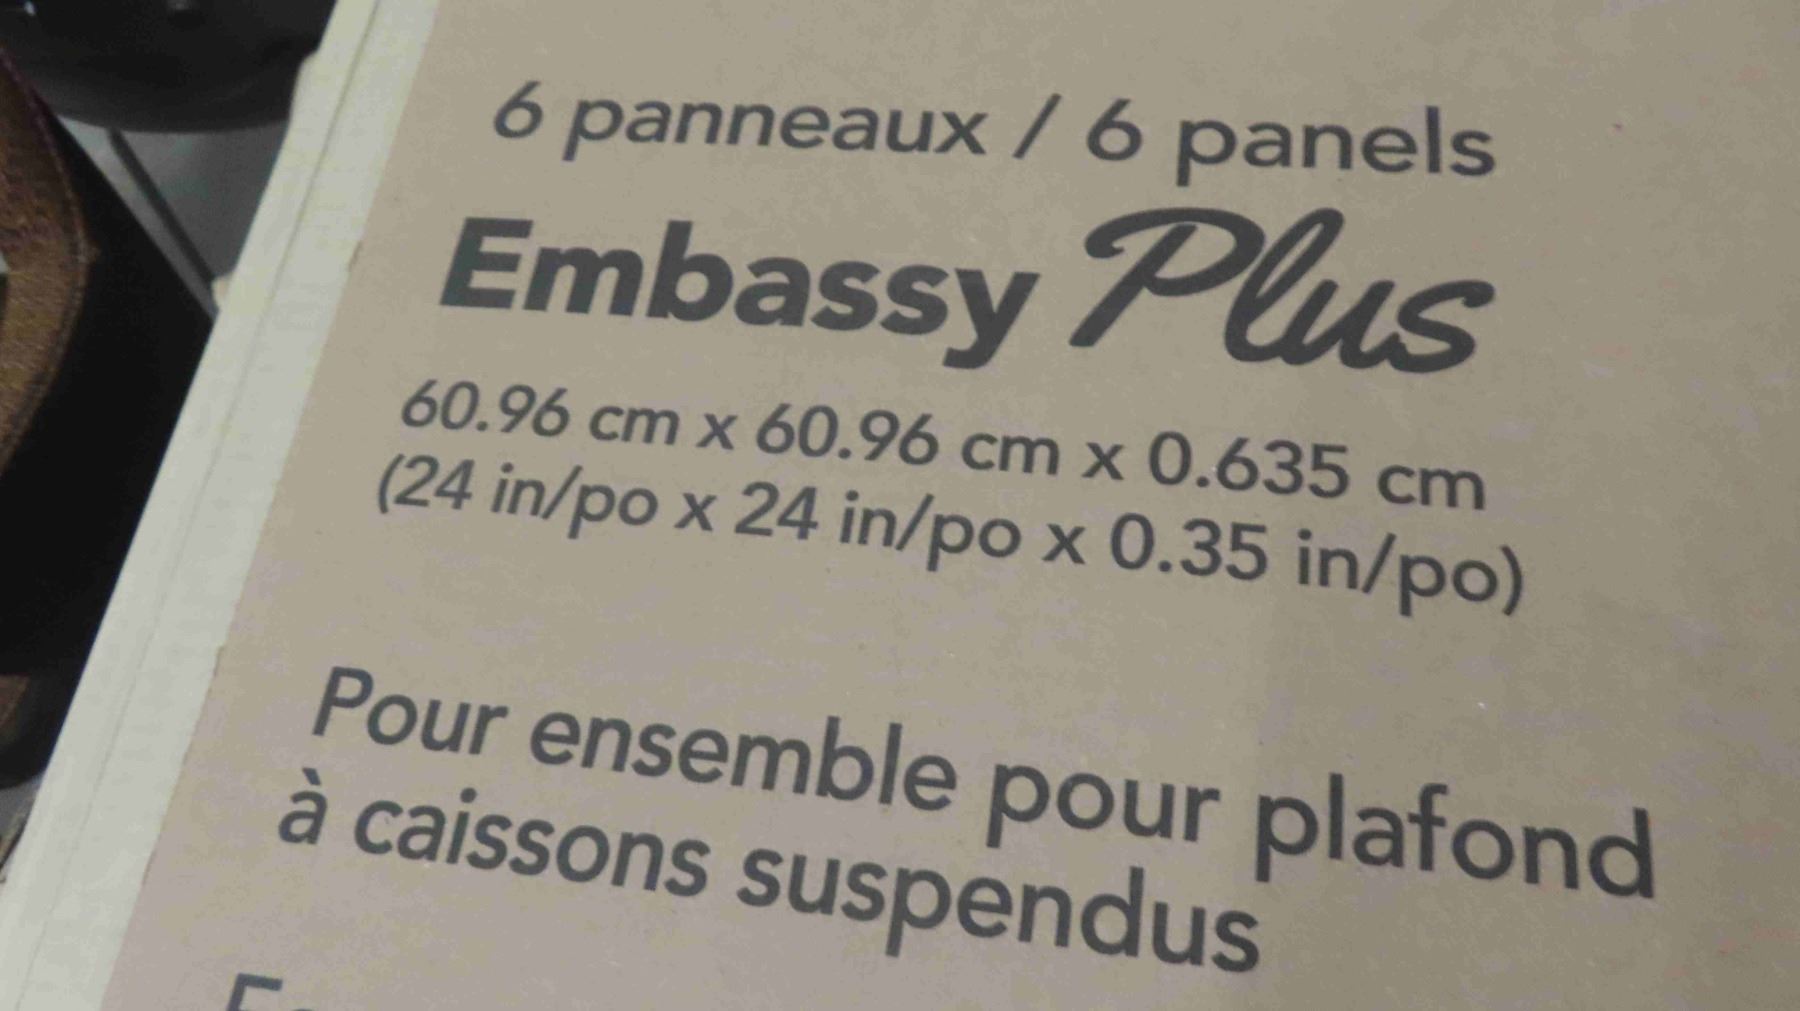 6 panneaux / 6 panels
Embassy Plus
60.96 cm x 60.96 cm x 0.635 cm
(24 in/po x 24 in/po x 0.35 in/po)
Pour ensemble pour plafond
à caissons suspendus